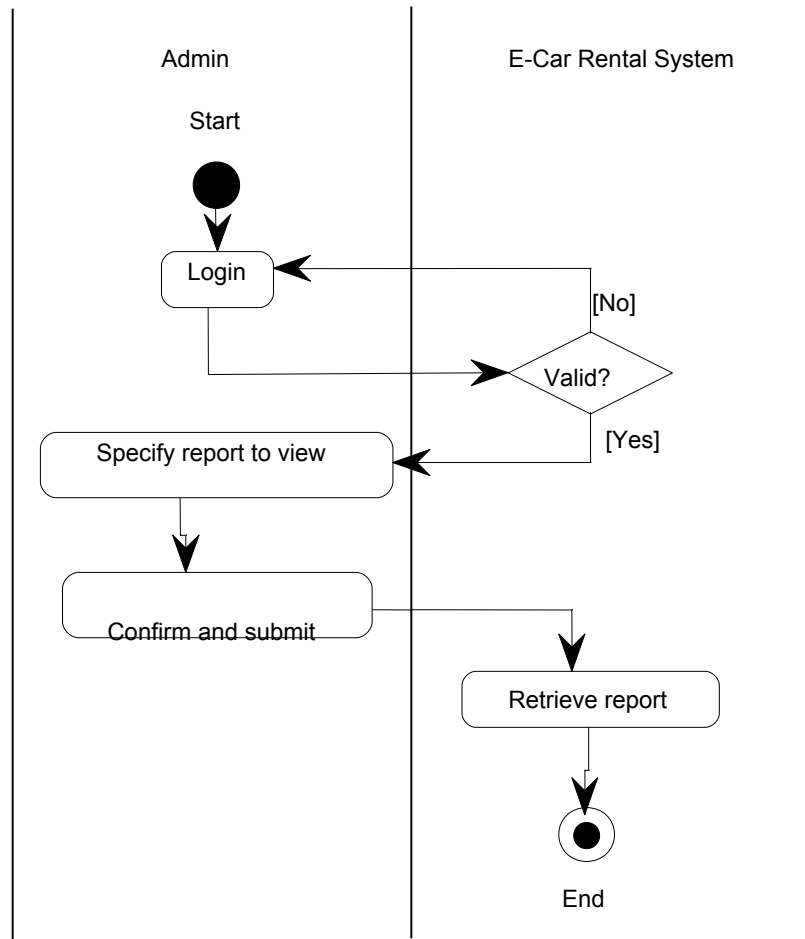 Admin
E-Car Rental System
Start
Login
[No]
Valid?
[Yes]
Specify report to view
Confirm and submit
Retrieve report
End